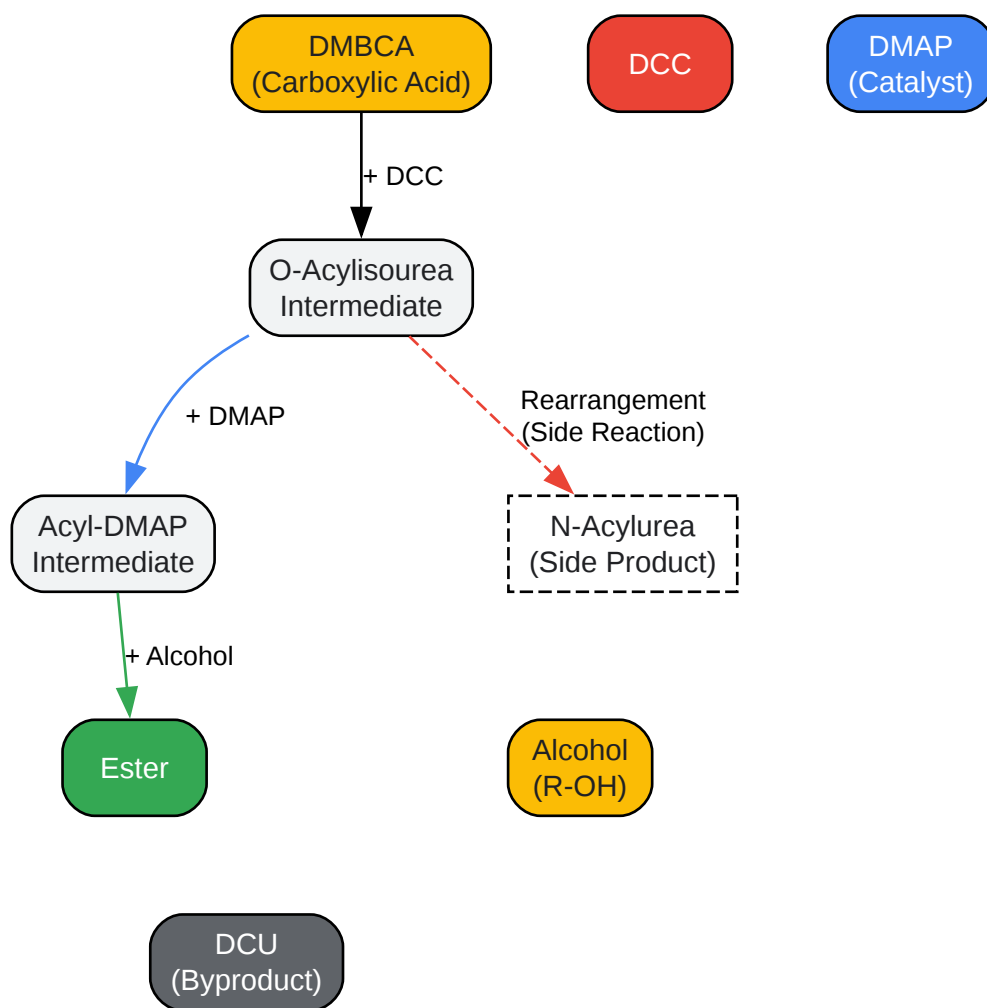 DMBCA
(Carboxylic Acid)
DCC
DMAP
(Catalyst)
+ DCC
O-Acylisourea
Intermediate
+ DMAP
Rearrangement
(Side Reaction)
Acyl-DMAP
Intermediate
N-Acylurea
(Side Product)
+ Alcohol
Ester
Alcohol
(R-OH)
DCU
(Byproduct)